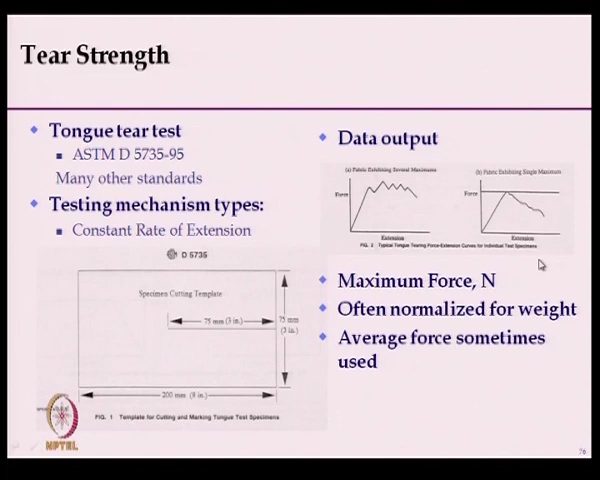 Tear Strength
Tongue tear test
ASTM D 5735-95
Many other standards
Testing mechanism types:
Constant Rate of Extension
D 5735
Specimen Cutting Template
75 mm (3 in.)
75 mm
(3 in.)
200 mm (8 in.)
FIG. 1 Template for Cutting and Marking Tongue Test Specimens
NPTEL
Data output
(a) Fabric Exhibiting Several Maximums
(b) Fabric Exhibiting Single Maximum
Force
Force
Extension
Extension
FIG. 2 Typical Tongue Tearing Force-Extension Curves for Individual Test Specimens
Maximum Force, N
Often normalized for weight
Average force sometimes
used
76